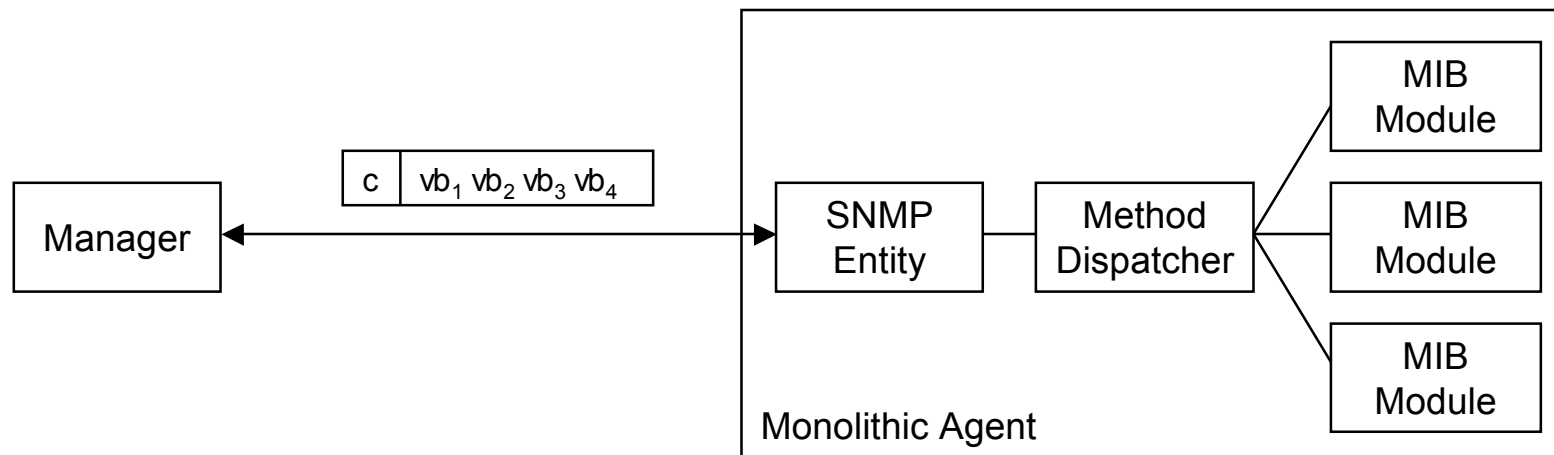 Manager
c vb₁ vb₂ vb₃ vb₄
SNMP
Entity
Method
Dispatcher
MIB
Module
MIB
Module
MIB
Module
Monolithic Agent